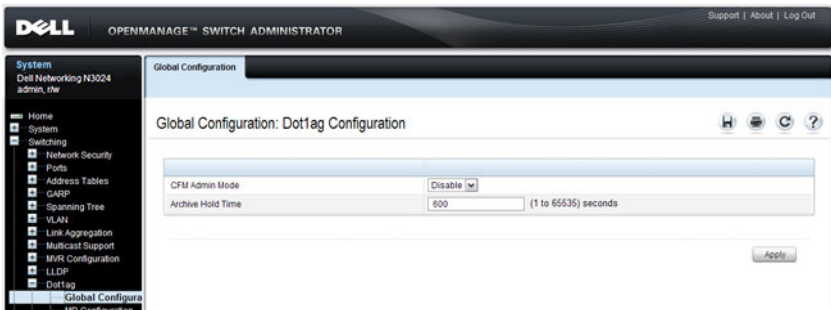 Support | About | Log Out
DELL OPENMANAGE™ SWITCH ADMINISTRATOR
System
Dell Networking N3024
admin, r/w
Global Configuration
Home
System
Switching
Network Security
Ports
Address Tables
GARP
Spanning Tree
VLAN
Link Aggregation
Multicast Support
MVR Configuration
LLDP
Dot1ag
Global Configura
MD Configuration
Global Configuration: Dot1ag Configuration
?
CFM Admin Mode Disable
Archive Hold Time 600 (1 to 65535) seconds
Apply